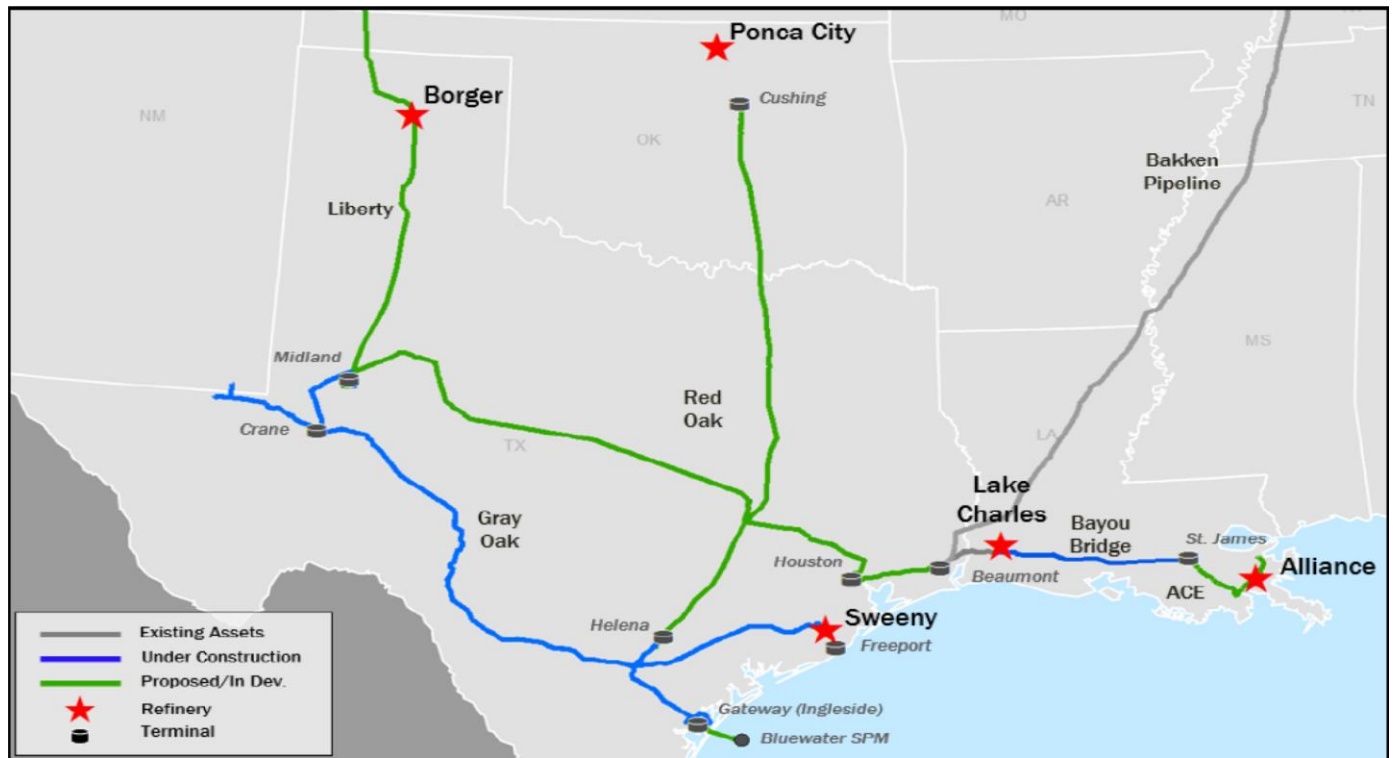 MO
Ponca City
NM
Borger
Cushing
TN
OK
Bakken
Pipeline
AR
Liberty
Midland
MS
Red
Oak
Crane
TX
LA
Lake
Charles
Gray
Oak
Bayou
Bridge
St. James
Houston
Beaumont
Alliance
ACE
Sweeny
Helena
Freeport
Existing Assets
Under Construction
Proposed/In Dev.
Refinery
Terminal
Gateway (Ingleside)
Bluewater SPM